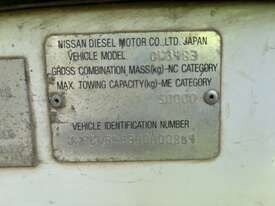 NISSAN DIESEL MOTOR CO.,LTD. JAPAN
VEHICLE MODEL
GROSS COMBINATION MASS(kg)-NC CATEGORY
MAX. TOWING CAPACITY(kg)-ME CATEGORY
50000
VEHICLE IDENTIFICATION NUMBER